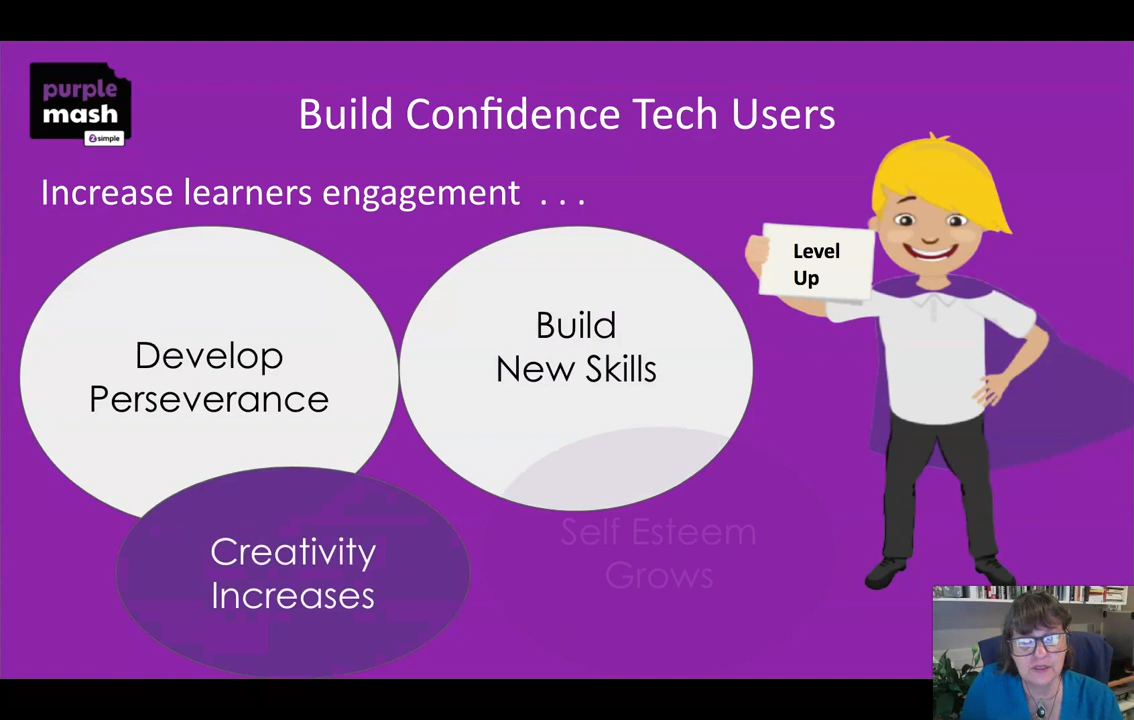 purple
mash
2simple
Build Confidence Tech Users
Increase learners engagement . . .
Level
Up
Build
New Skills
Develop
Perseverance
Self Esteem
Grows
Creativity
Increases